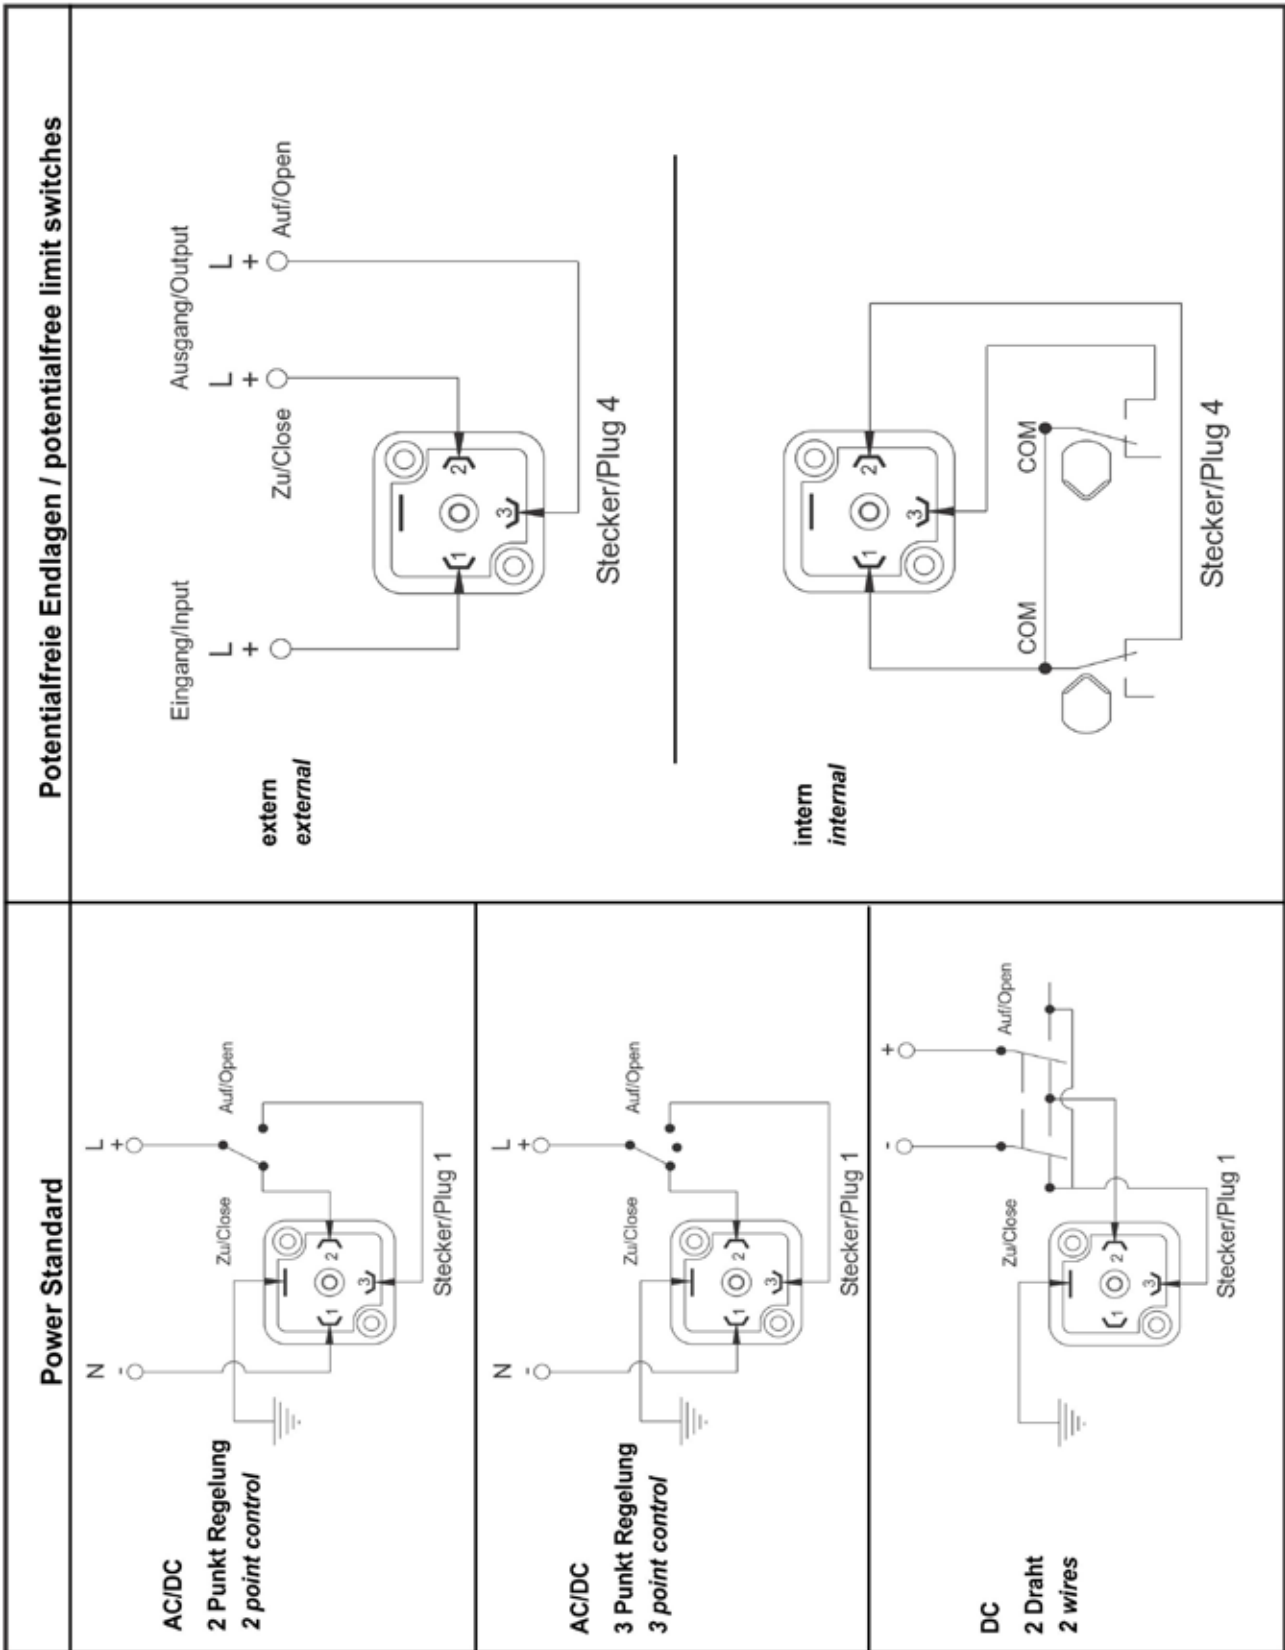 Power Standard
Potentialfreie Endlagen / potentialfree limit switches
AC/DC
2 Punkt Regelung
2 point control
N
-
L
+
Zu/Close
Auf/Open
1
2
3
Stecker/Plug 1
AC/DC
3 Punkt Regelung
3 point control
N
-
L
+
Zu/Close
Auf/Open
1
2
3
Stecker/Plug 1
DC
2 Draht
2 wires
-
+
Zu/Close
Auf/Open
1
2
3
Stecker/Plug 1
extern
external
Eingang/Input
Ausgang/Output
L
+
L
+
L
+
Zu/Close
Auf/Open
1
2
3
Stecker/Plug 4
intern
internal
1
2
3
COM
COM
Stecker/Plug 4